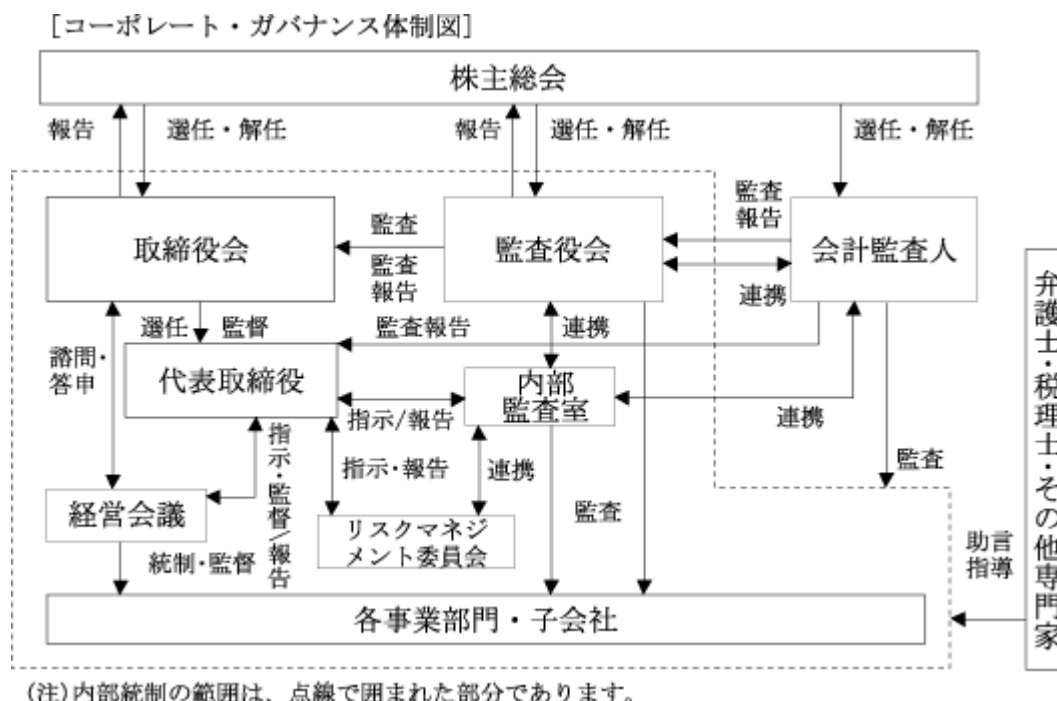 [コーポレート・ガバナンス体制図]
株主総会
報告
選任・解任
報告
選任・解任
選任・解任
取締役会
監査
監査
報告
監査役会
監査
報告
連携
会計監査人
選任
監督
監査報告
連携
諮問・
答申
代表取締役
指示/報告
内部
監査室
連携
指示・監督/報告
指示・報告
連携
監査
監査
経営会議
リスクマネジ
メント委員会
統制・監督
助言
指導
弁護士・税理士・その他専門家
各事業部門・子会社
(注)内部統制の範囲は、点線で囲まれた部分であります。